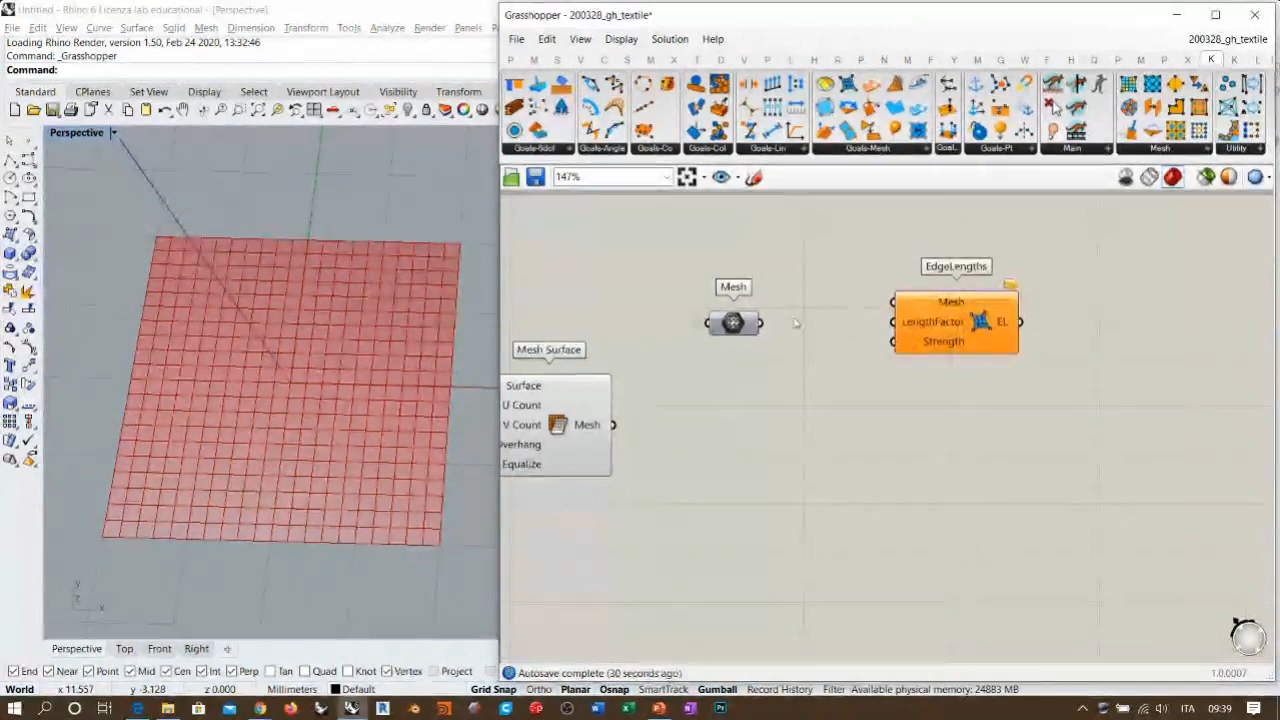 Untitled - Rhino 6 Licenza lab educational - [Perspective]
File Edit View Curve Surface Solid Mesh Dimension Transform Tools Analyze Render Panels
Loading Rhino Render, version 1.50, Feb 24 2020, 13:32:46
Command: _Grasshopper
Command:
Standard CPlanes Set View Display Select Viewport Layout Visibility Transform
Perspective
Grasshopper - 200328_gh_textile*
File Edit View Display Solution Help 200328_gh_textile
P M S V C S M X T D V P L H F K M P N D L W Y M G R W K F H T N P U S B A L K L
Goals-6dof Goals-Angle Goals-Co Goals-Col Goals-Lin Goals-Mesh Goal. Goals-Pt Main Mesh Utility
147%
EdgeLengths
Mesh
Mesh
LengthFactor EL
Strength
Mesh Surface
Surface
U Count
V Count Mesh
Overhang
Equalize
y
z
x
Perspective Top Front Right
End Near Point Mid Cen Int Perp Tan Quad Knot Vertex Project
Autosave complete (30 seconds ago) 1.0.0007
World x 11.557 y -3.128 z 0.000 Millimeters Default Grid Snap Ortho Planar Osnap SmartTrack Gumball Record History Filter Available physical memory: 24883 MB
ITA 09:39